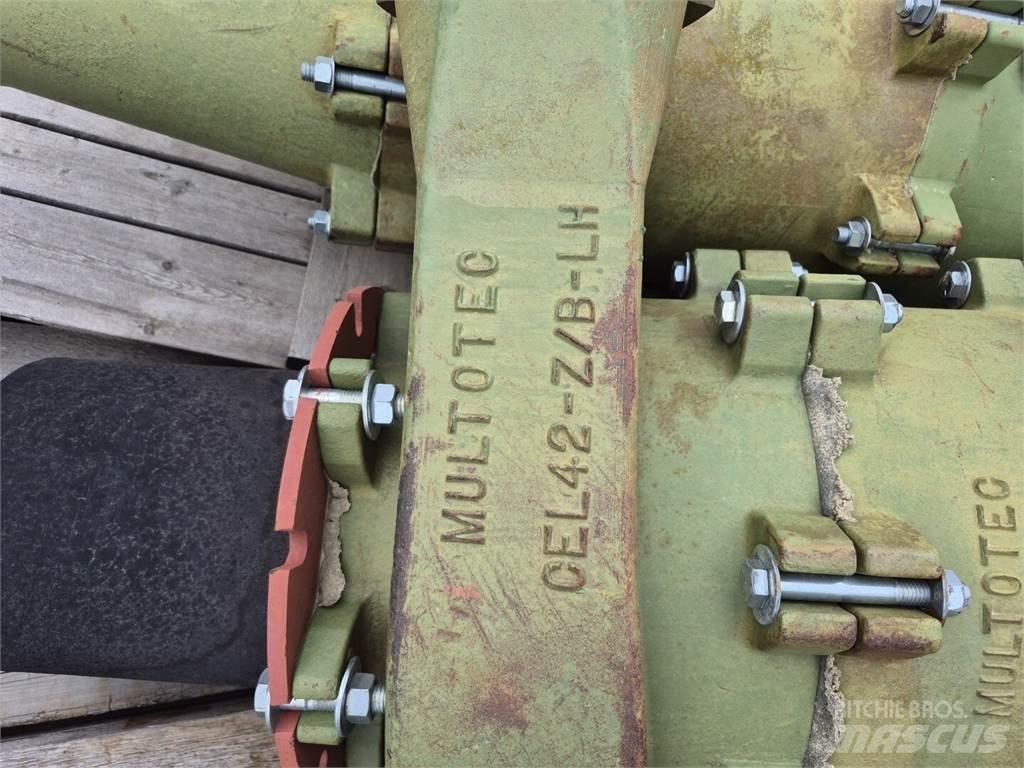 MULTOTEC
CEL42-Z/B-LH
MULTOTEC
RITCHIE BROS.
MASCUS